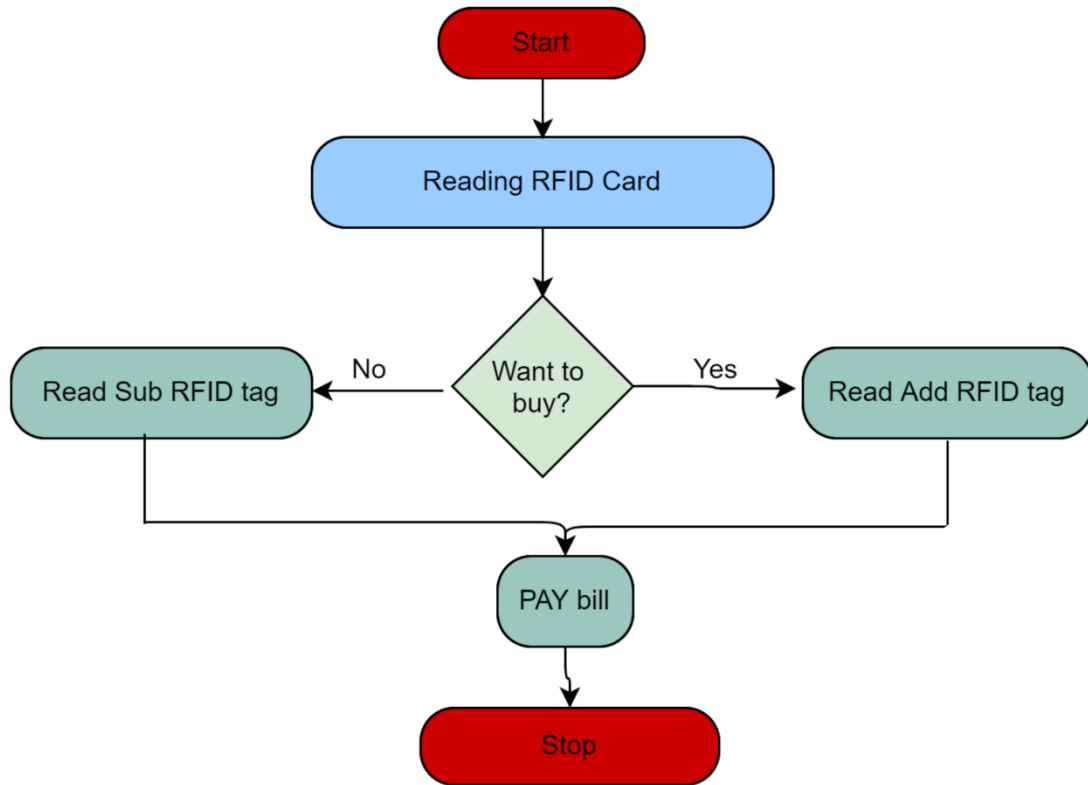 Start
Reading RFID Card
Want to
buy?
No
Yes
Read Sub RFID tag
Read Add RFID tag
PAY bill
Stop